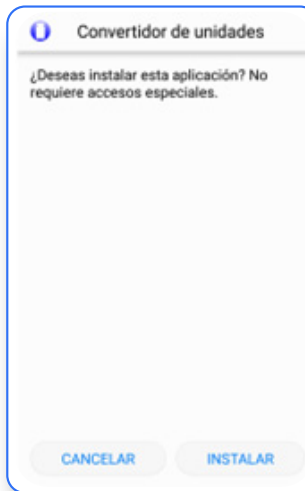 Convertidor de unidades
¿Deseas instalar esta aplicación? No
requiere accesos especiales.
CANCELAR
INSTALAR